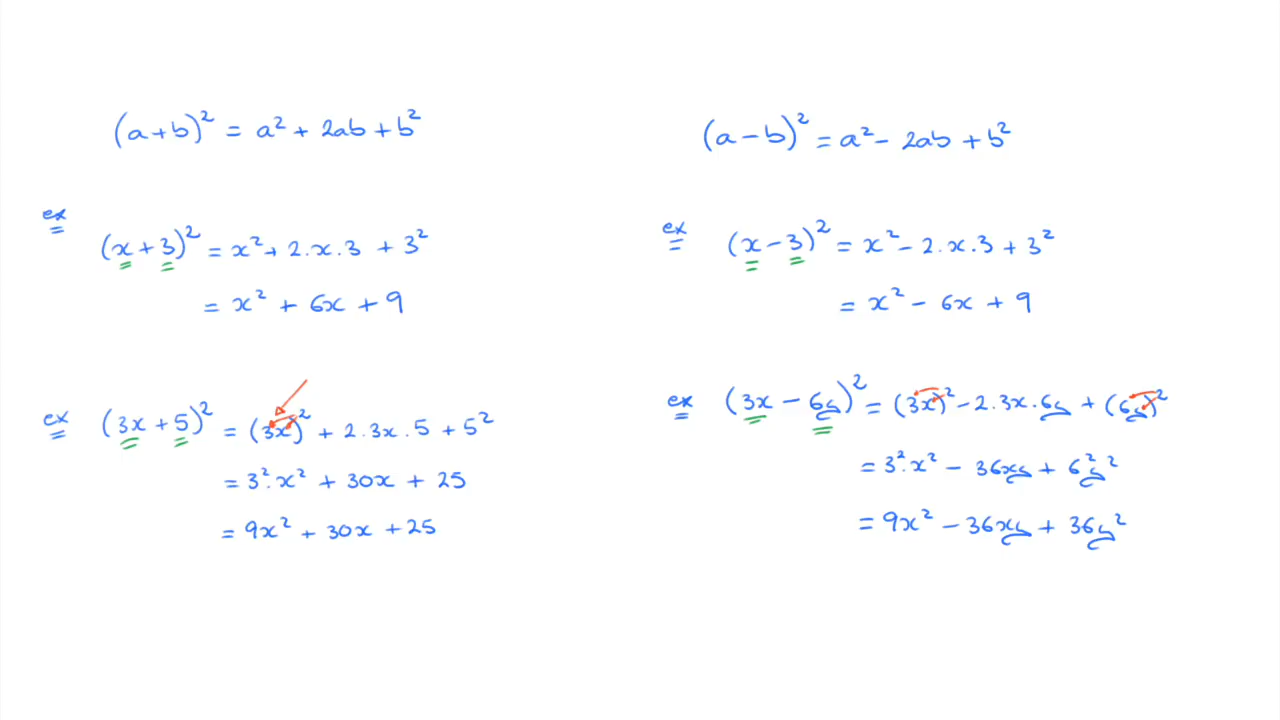 (a+b)² = a² + 2ab + b²
ex
(x + 3)² = x² + 2.x.3 + 3²
= x² + 6x + 9
ex (3x + 5)² = (3x)² + 2.3x.5 + 5²
= 3².x² + 30x + 25
= 9x² + 30x + 25
(a - b)² = a² - 2ab + b²
ex
(x - 3)² = x² - 2.x.3 + 3²
= x² - 6x + 9
ex (3x - 6y)² = (3x)² - 2.3x.6y + (6y)²
= 3².x² - 36xy + 6²y²
= 9x² - 36xy + 36y²